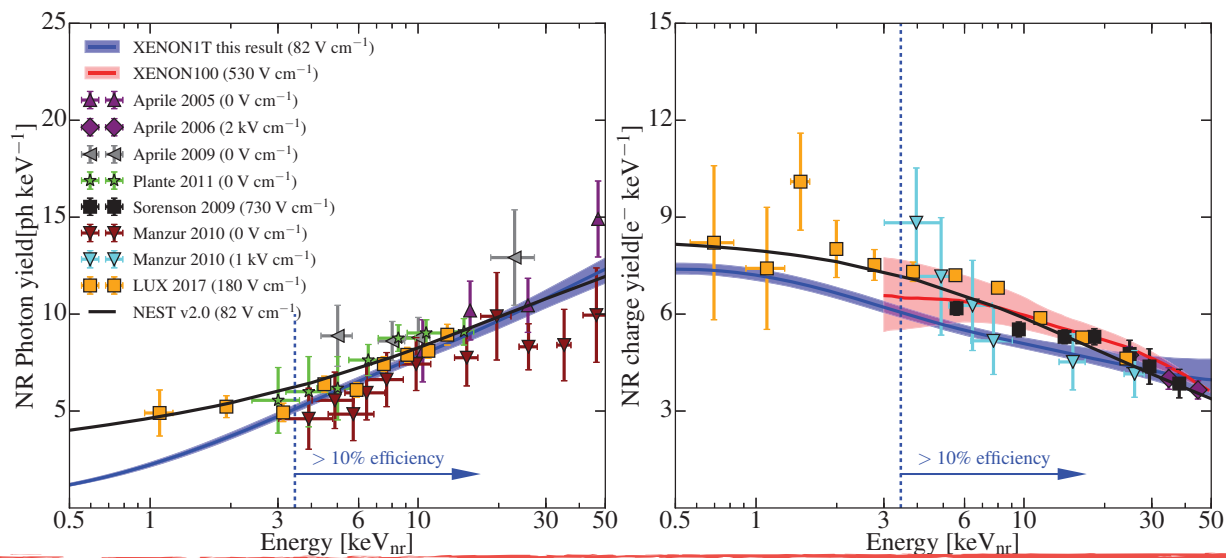 25
20
15
10
5
NR Photon yield[ph keV⁻¹]
XENON1T this result (82 V cm⁻¹)
XENON100 (530 V cm⁻¹)
Aprile 2005 (0 V cm⁻¹)
Aprile 2006 (2 kV cm⁻¹)
Aprile 2009 (0 V cm⁻¹)
Plante 2011 (0 V cm⁻¹)
Sorenson 2009 (730 V cm⁻¹)
Manzur 2010 (0 V cm⁻¹)
Manzur 2010 (1 kV cm⁻¹)
LUX 2017 (180 V cm⁻¹)
NEST v2.0 (82 V cm⁻¹)
> 10% efficiency
0.5 1 3 6 10 30 50
Energy [keVnr]
15
12
9
6
3
NR charge yield[e⁻ keV⁻¹]
> 10% efficiency
0.5 1 3 6 10 30 50
Energy [keVnr]